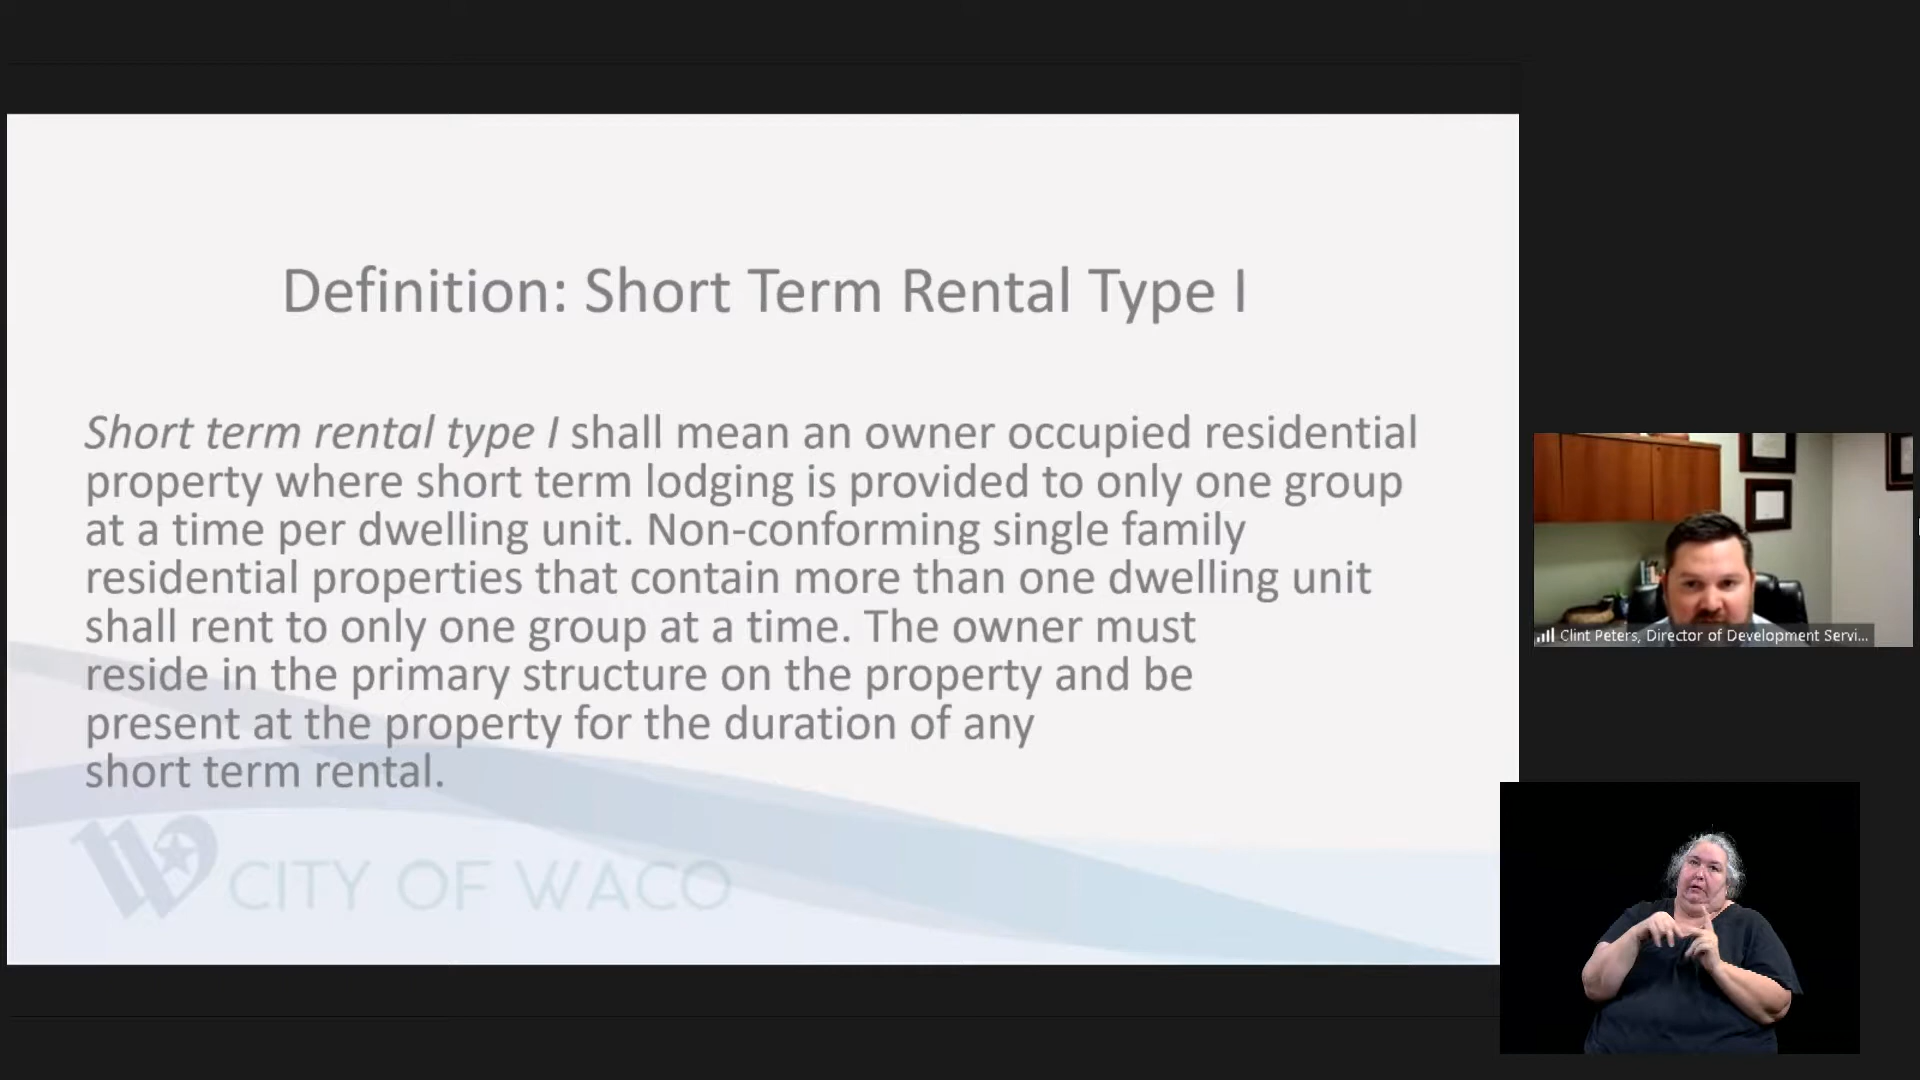 Definition: Short Term Rental Type I
Short term rental type I shall mean an owner occupied residential
property where short term lodging is provided to only one group
at a time per dwelling unit. Non-conforming single family
residential properties that contain more than one dwelling unit
shall rent to only one group at a time. The owner must
reside in the primary structure on the property and be
present at the property for the duration of any
short term rental.
CITY OF WACO
Clint Peters, Director of Development Servi...